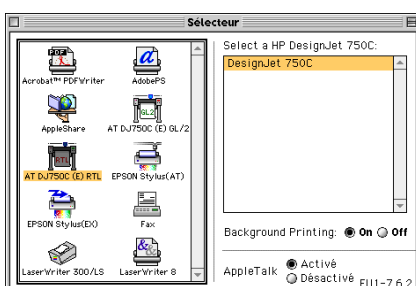 Sélecteur
Acrobat™ PDFWriter
AdobePS
AppleShare
AT DJ750C (E) GL/2
AT DJ750C (E) RTL
EPSON Stylus(AT)
EPSON Stylus(EX)
Fax
LaserWriter 300/LS
LaserWriter 8
Select a HP DesignJet 750C:
DesignJet 750C
Background Printing: On Off
AppleTalk Activé
Désactivé
FU1-7.6.2